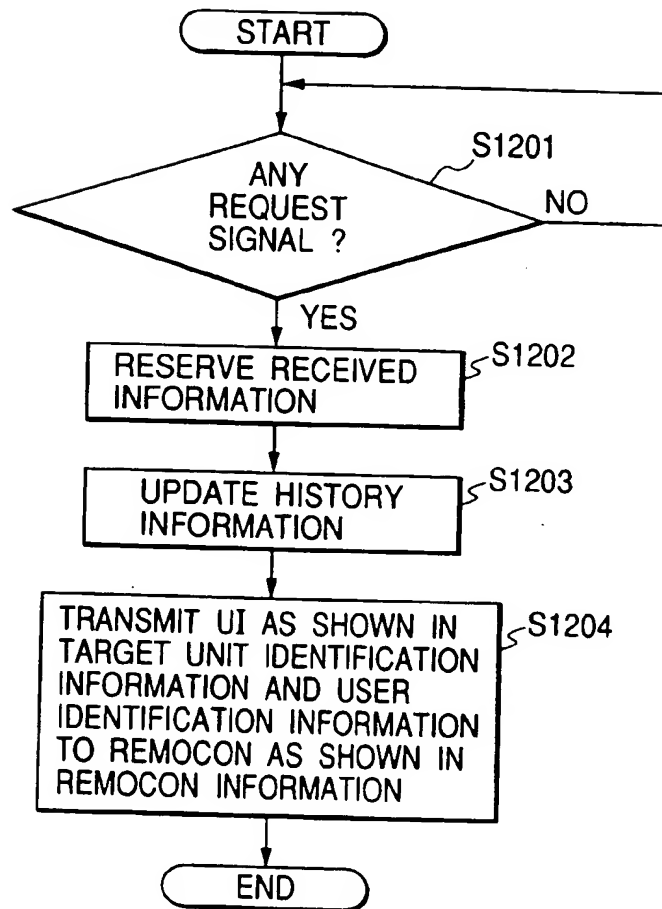 START
S1201
ANY
REQUEST
SIGNAL ?
NO
YES
S1202
RESERVE RECEIVED
INFORMATION
S1203
UPDATE HISTORY
INFORMATION
S1204
TRANSMIT UI AS SHOWN IN
TARGET UNIT IDENTIFICATION
INFORMATION AND USER
IDENTIFICATION INFORMATION
TO REMOCON AS SHOWN IN
REMOCON INFORMATION
END